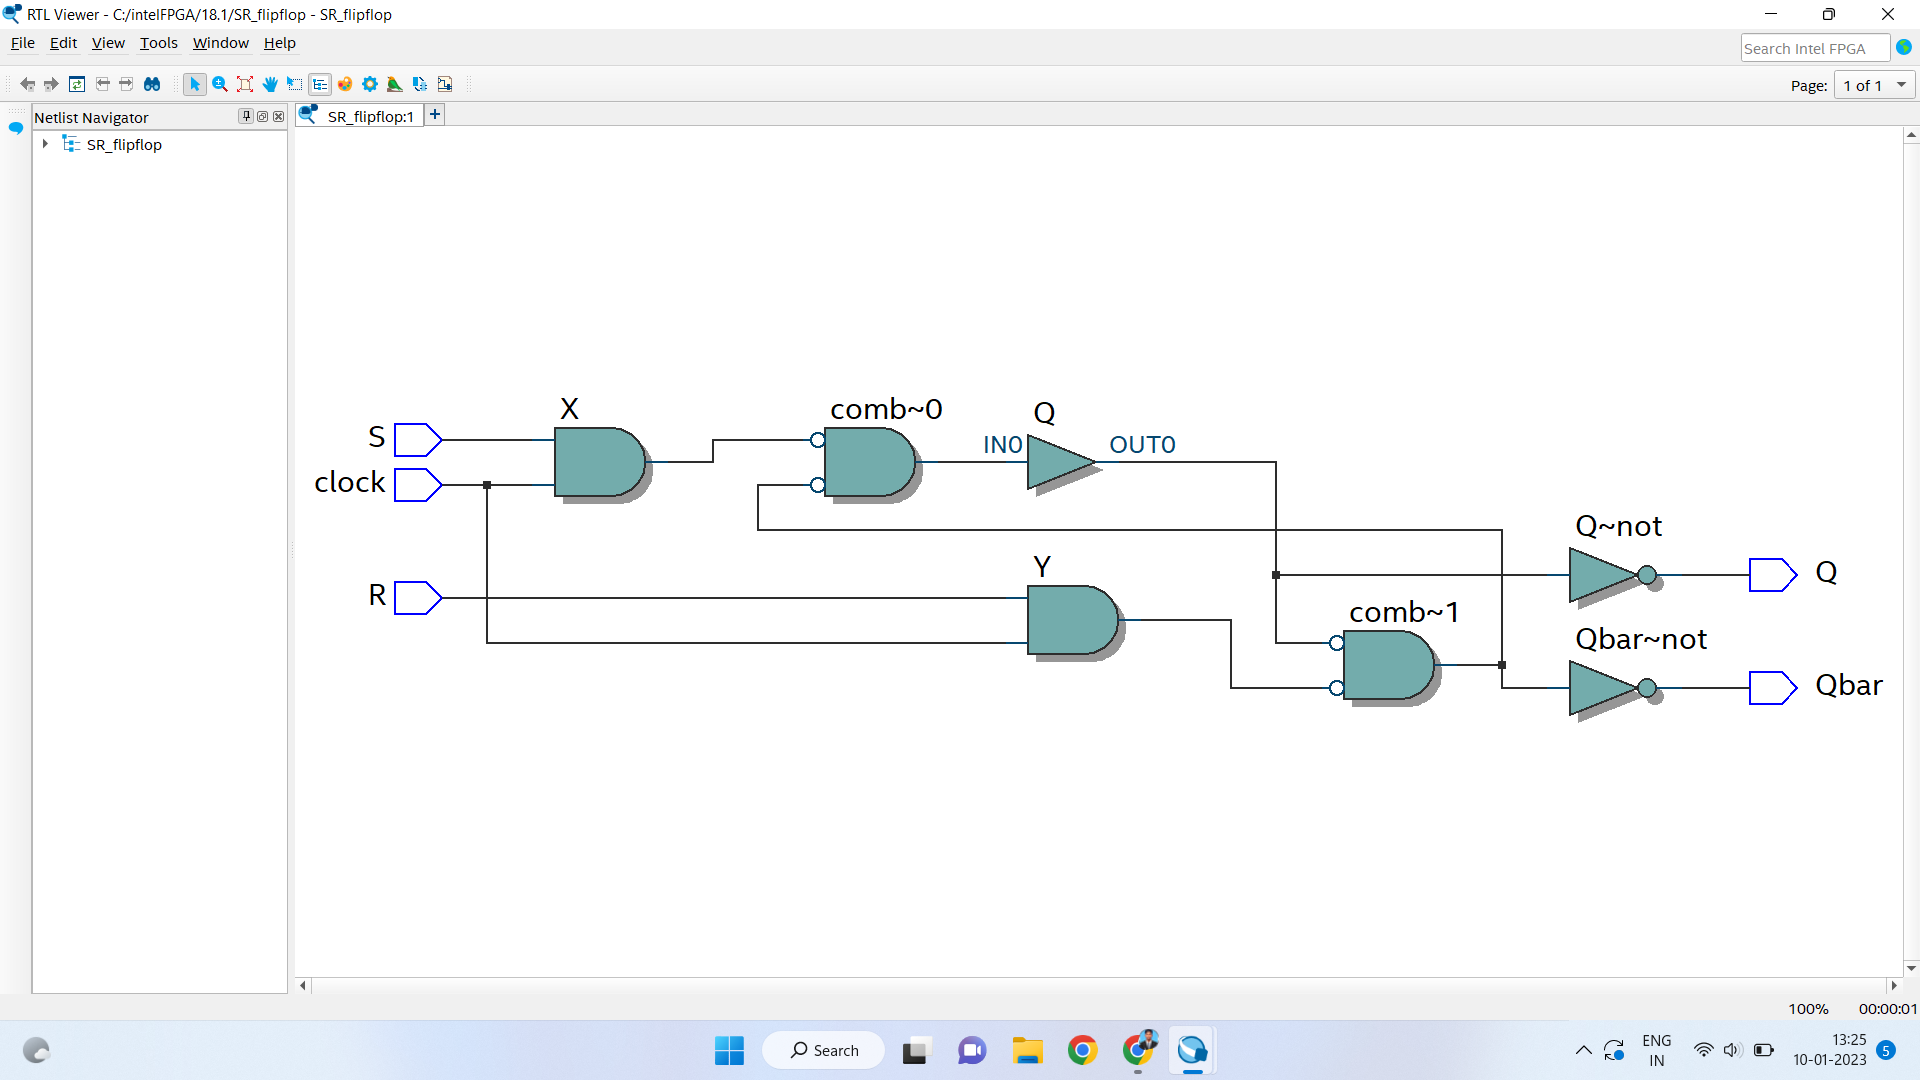 RTL Viewer - C:/intelFPGA/18.1/SR_flipflop - SR_flipflop
File Edit View Tools Window Help
Search Intel FPGA
Page: 1 of 1
Netlist Navigator
SR_flipflop:1
SR_flipflop
X
comb~0
Q
S
IN0
OUT0
clock
Q~not
Y
Q
R
comb~1
Qbar~not
Qbar
100% 00:00:01
Search
ENG
IN
13:25
10-01-2023
5